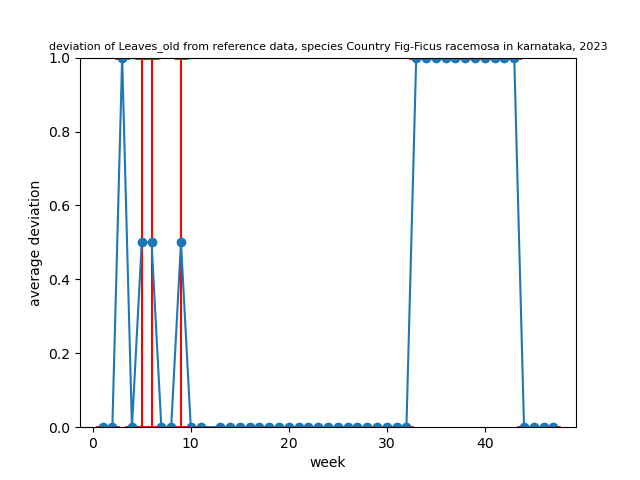 deviation of Leaves_old from reference data, species Country Fig-Ficus racemosa in karnataka, 2023
1.0
0.8
0.6
0.4
0.2
0.0
average deviation
0 10 20 30 40
week